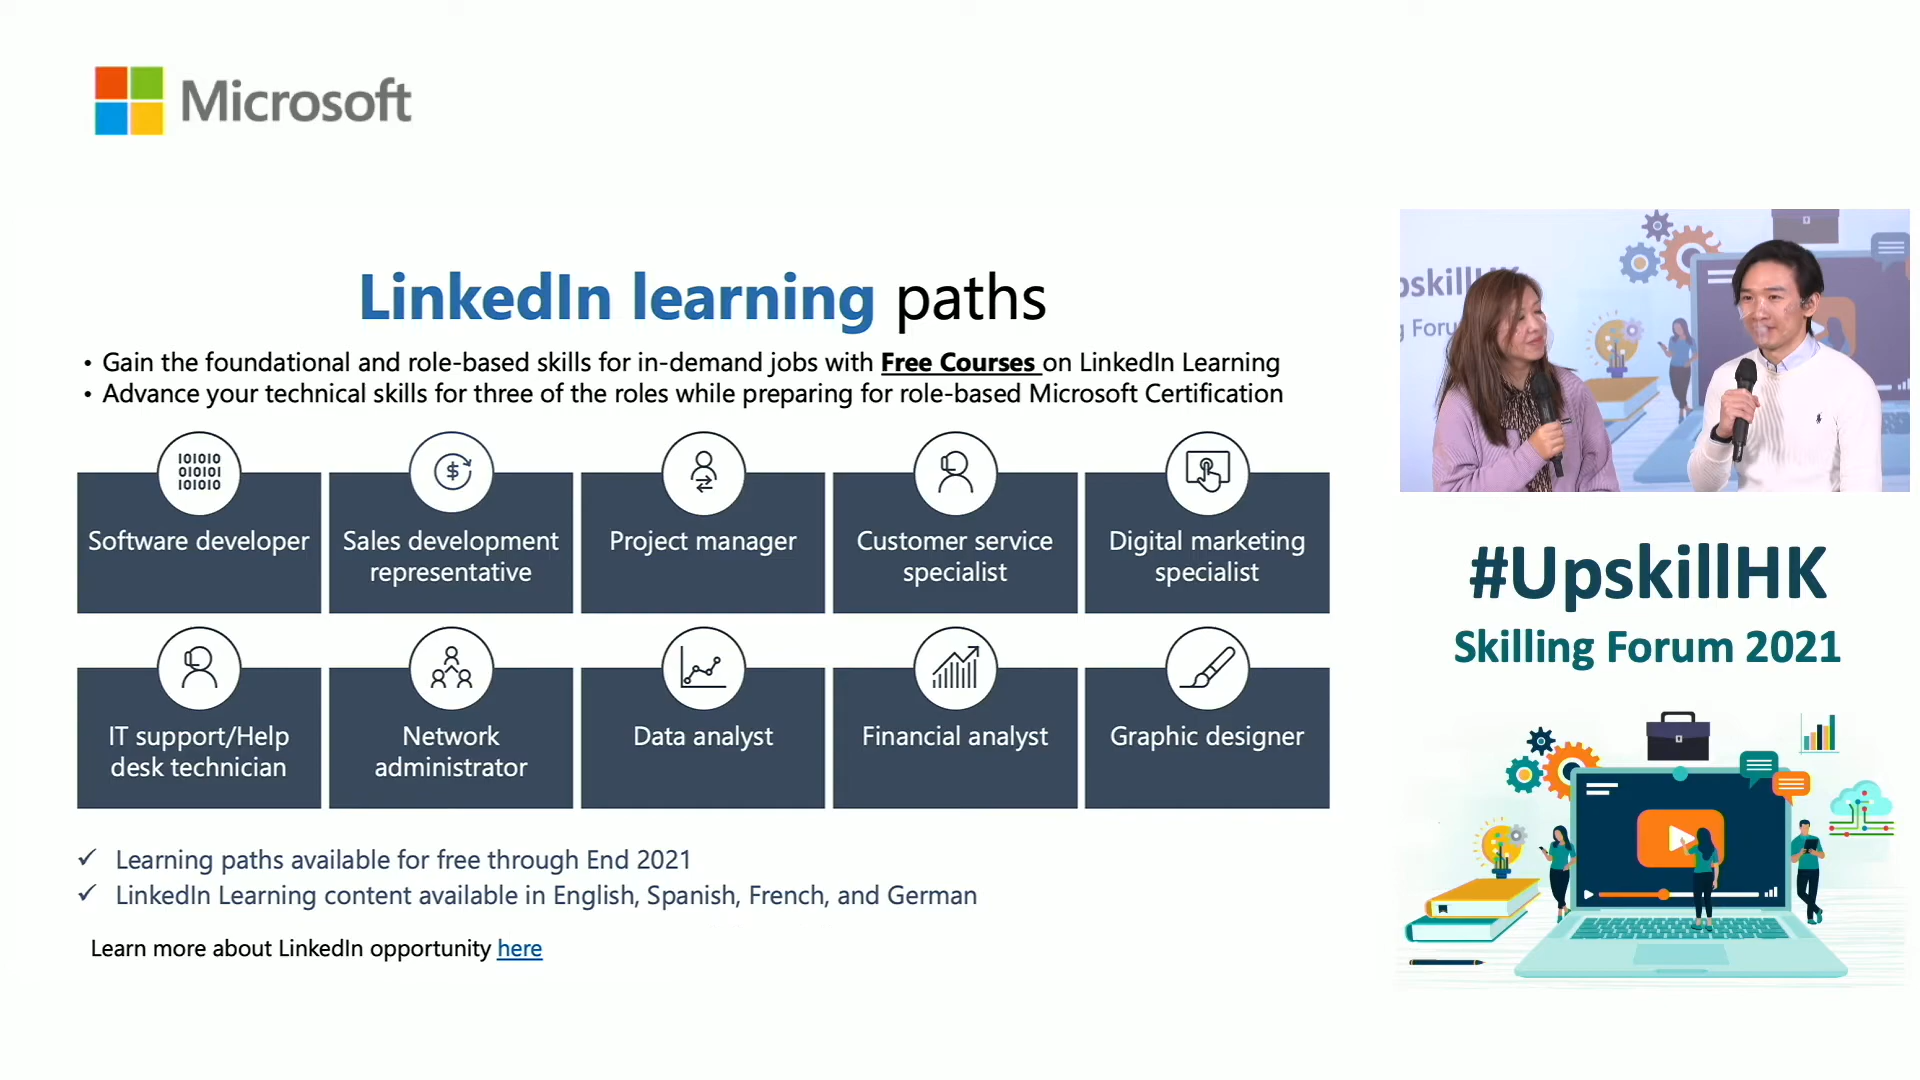 Microsoft
LinkedIn learning paths
• Gain the foundational and role-based skills for in-demand jobs with Free Courses on LinkedIn Learning
• Advance your technical skills for three of the roles while preparing for role-based Microsoft Certification
101010
010101
101010
$
Software developer
Sales development
representative
Project manager
Customer service
specialist
Digital marketing
specialist
IT support/Help
desk technician
Network
administrator
Data analyst
Financial analyst
Graphic designer
✓ Learning paths available for free through End 2021
✓ LinkedIn Learning content available in English, Spanish, French, and German
Learn more about LinkedIn opportunity here
#UpskillHK
Skilling Forum 2021